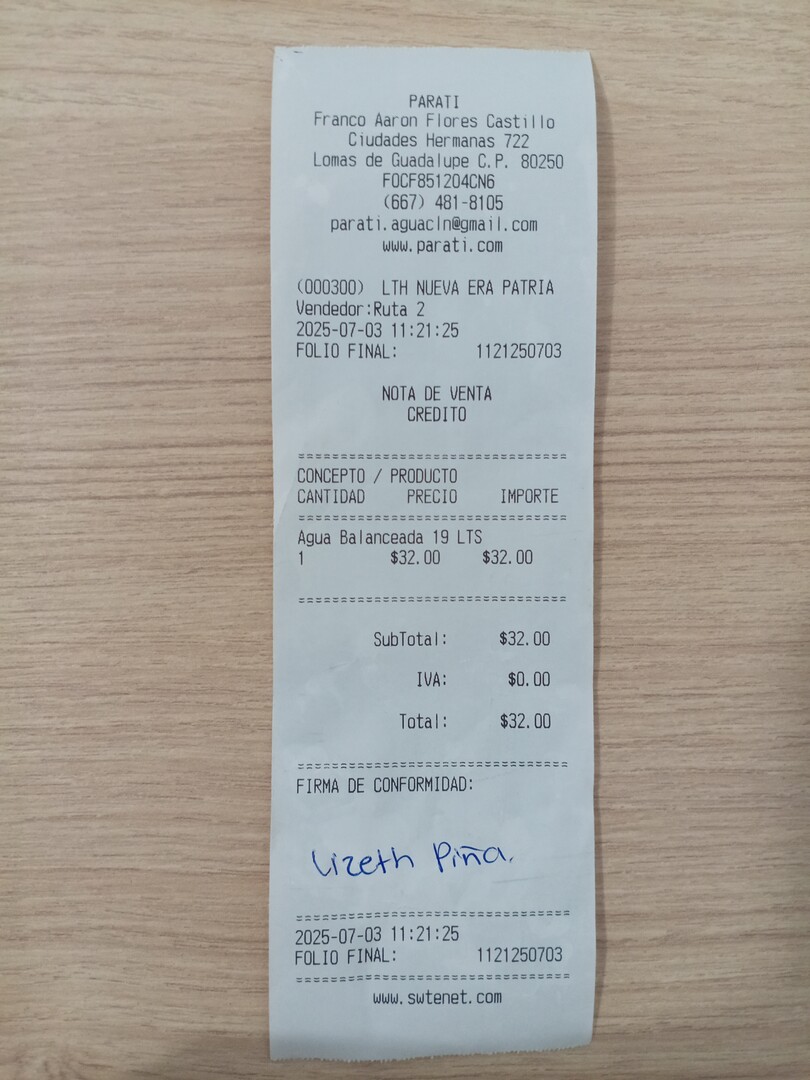 PARATI
Franco Aaron Flores Castillo
Ciudades Hermanas 722
Lomas de Guadalupe C.P. 80250
FOCF851204CN6
(667) 481-8105
parati.aguacln@gmail.com
www.parati.com
(000300) LTH NUEVA ERA PATRIA
Vendedor:Ruta 2
2025-07-03 11:21:25
FOLIO FINAL: 1121250703
NOTA DE VENTA
CREDITO
================================
CONCEPTO / PRODUCTO
CANTIDAD PRECIO IMPORTE
================================
Agua Balanceada 19 LTS
1 $32.00 $32.00
================================
SubTotal: $32.00
IVA: $0.00
Total: $32.00
================================
FIRMA DE CONFORMIDAD:
Lizeth Piña.
================================
2025-07-03 11:21:25
FOLIO FINAL: 1121250703
================================
www.swtenet.com